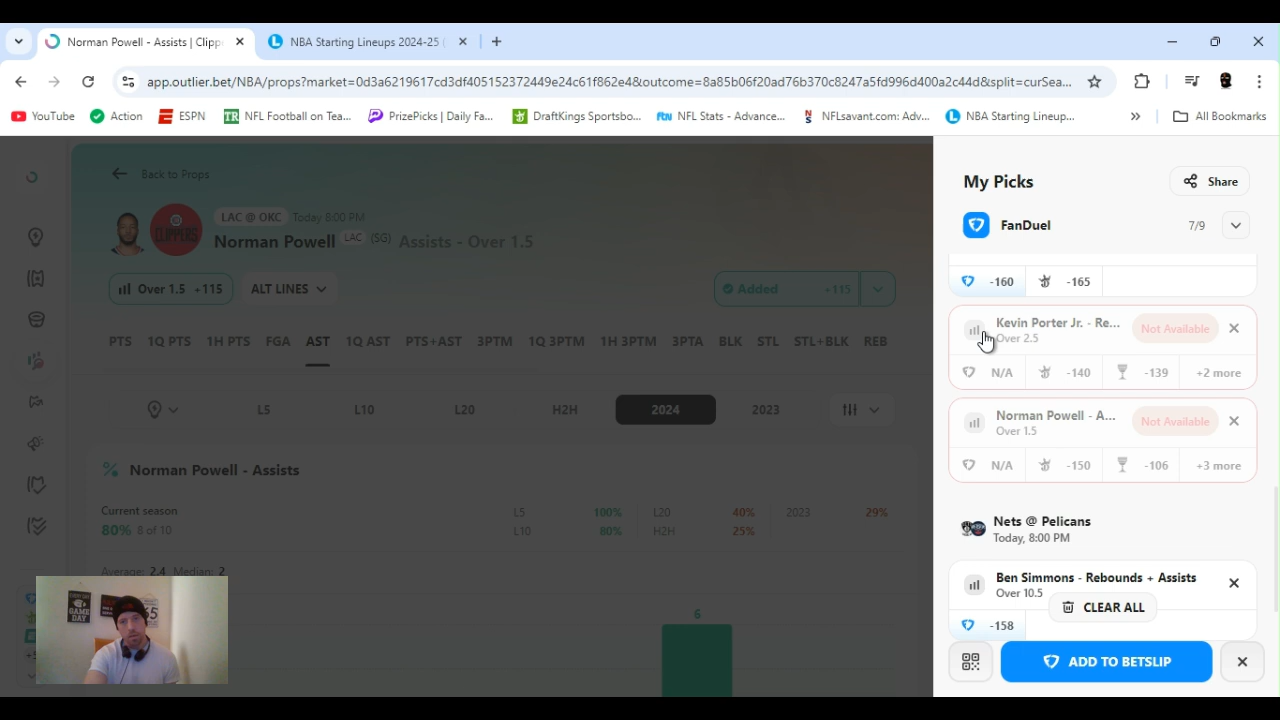 Norman Powell - Assists | Clipp
NBA Starting Lineups 2024-25 (
app.outlier.bet/NBA/props?market=0d3a6219617cd3df405152372449e24c61f862e4&outcome=8a85b06f20ad76b370c8247a5fd996d400a2c44d&split=curSea...
YouTube
Action
ESPN
NFL Football on Tea...
PrizePicks | Daily Fa...
DraftKings Sportsbo...
NFL Stats - Advance...
NFLsavant.com: Adv...
NBA Starting Lineup...
All Bookmarks
Back to Props
LAC @ OKC Today 8:00 PM
CLIPPERS
Norman Powell LAC (SG) Assists - Over 1.5
Over 1.5 +115
ALT LINES
Added +115
PTS 1Q PTS 1H PTS FGA AST 1Q AST PTS+AST 3PTM 1Q 3PTM 1H 3PTM 3PTA BLK STL STL+BLK REB
L5 L10 L20 H2H 2024 2023
Norman Powell - Assists
Current season
80% 8 of 10
L5 100% L20 40% 2023 29%
L10 80% H2H 25%
Average: 2.4 Median: 2
6
GAME
DAY
65
My Picks
Share
FanDuel 7/9
-160 -165
Kevin Porter Jr. - Re... Not Available
Over 2.5
N/A -140 -139 +2 more
Norman Powell - A... Not Available
Over 1.5
N/A -150 -106 +3 more
Nets @ Pelicans
Today, 8:00 PM
Ben Simmons - Rebounds + Assists
Over 10.5
CLEAR ALL
-158
ADD TO BETSLIP